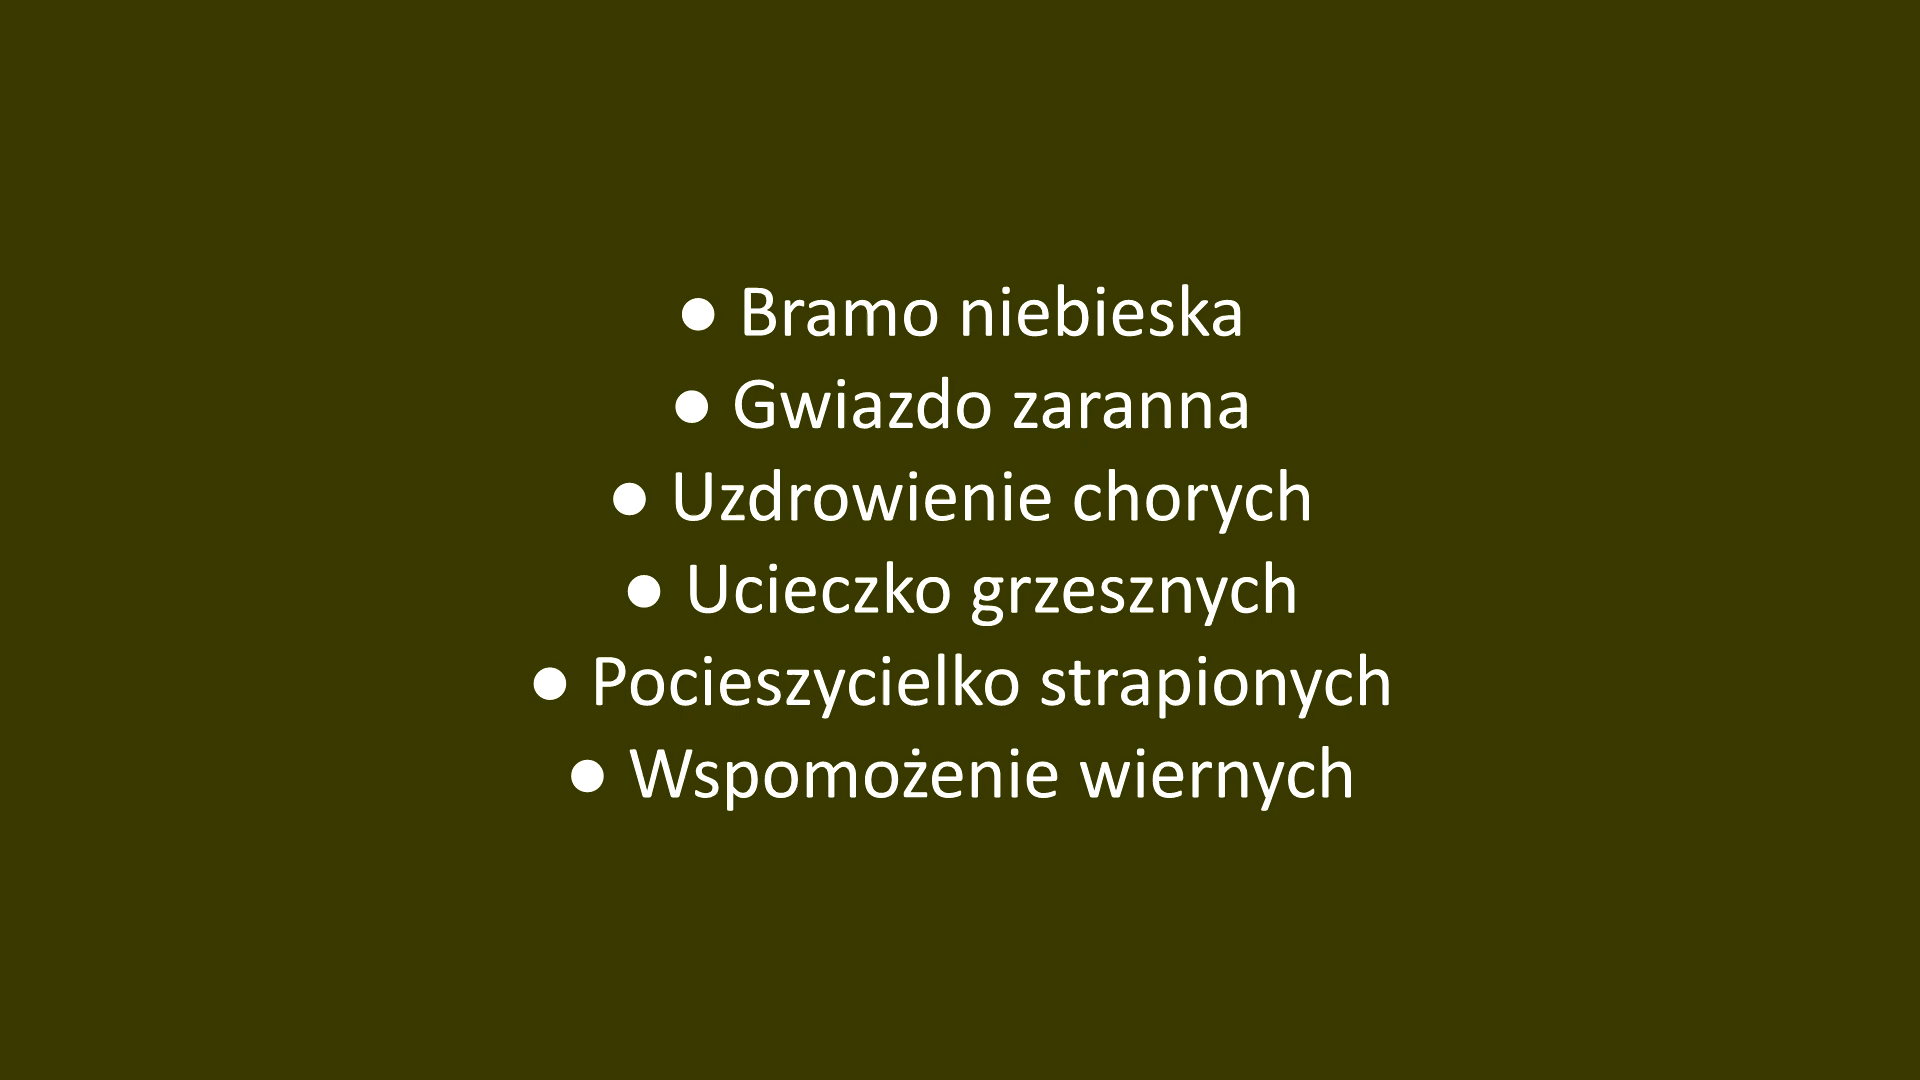 ● Bramo niebieska
● Gwiazdo zaranna
● Uzdrowienie chorych
● Ucieczko grzesznych
● Pocieszycielko strapionych
● Wspomożenie wiernych